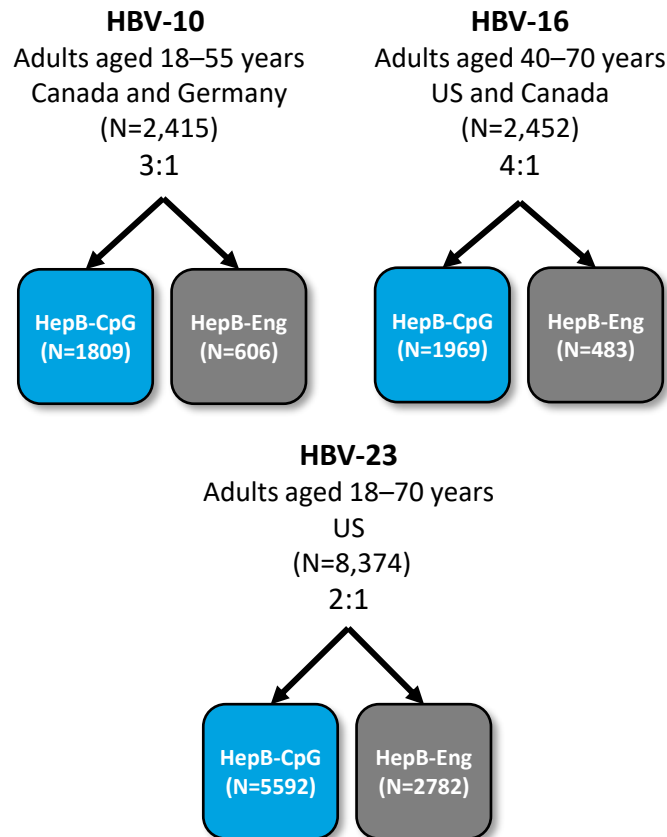 HBV-10
Adults aged 18–55 years
Canada and Germany
(N=2,415)
3:1
HepB-CpG
(N=1809)
HepB-Eng
(N=606)
HBV-16
Adults aged 40–70 years
US and Canada
(N=2,452)
4:1
HepB-CpG
(N=1969)
HepB-Eng
(N=483)
HBV-23
Adults aged 18–70 years
US
(N=8,374)
2:1
HepB-CpG
(N=5592)
HepB-Eng
(N=2782)